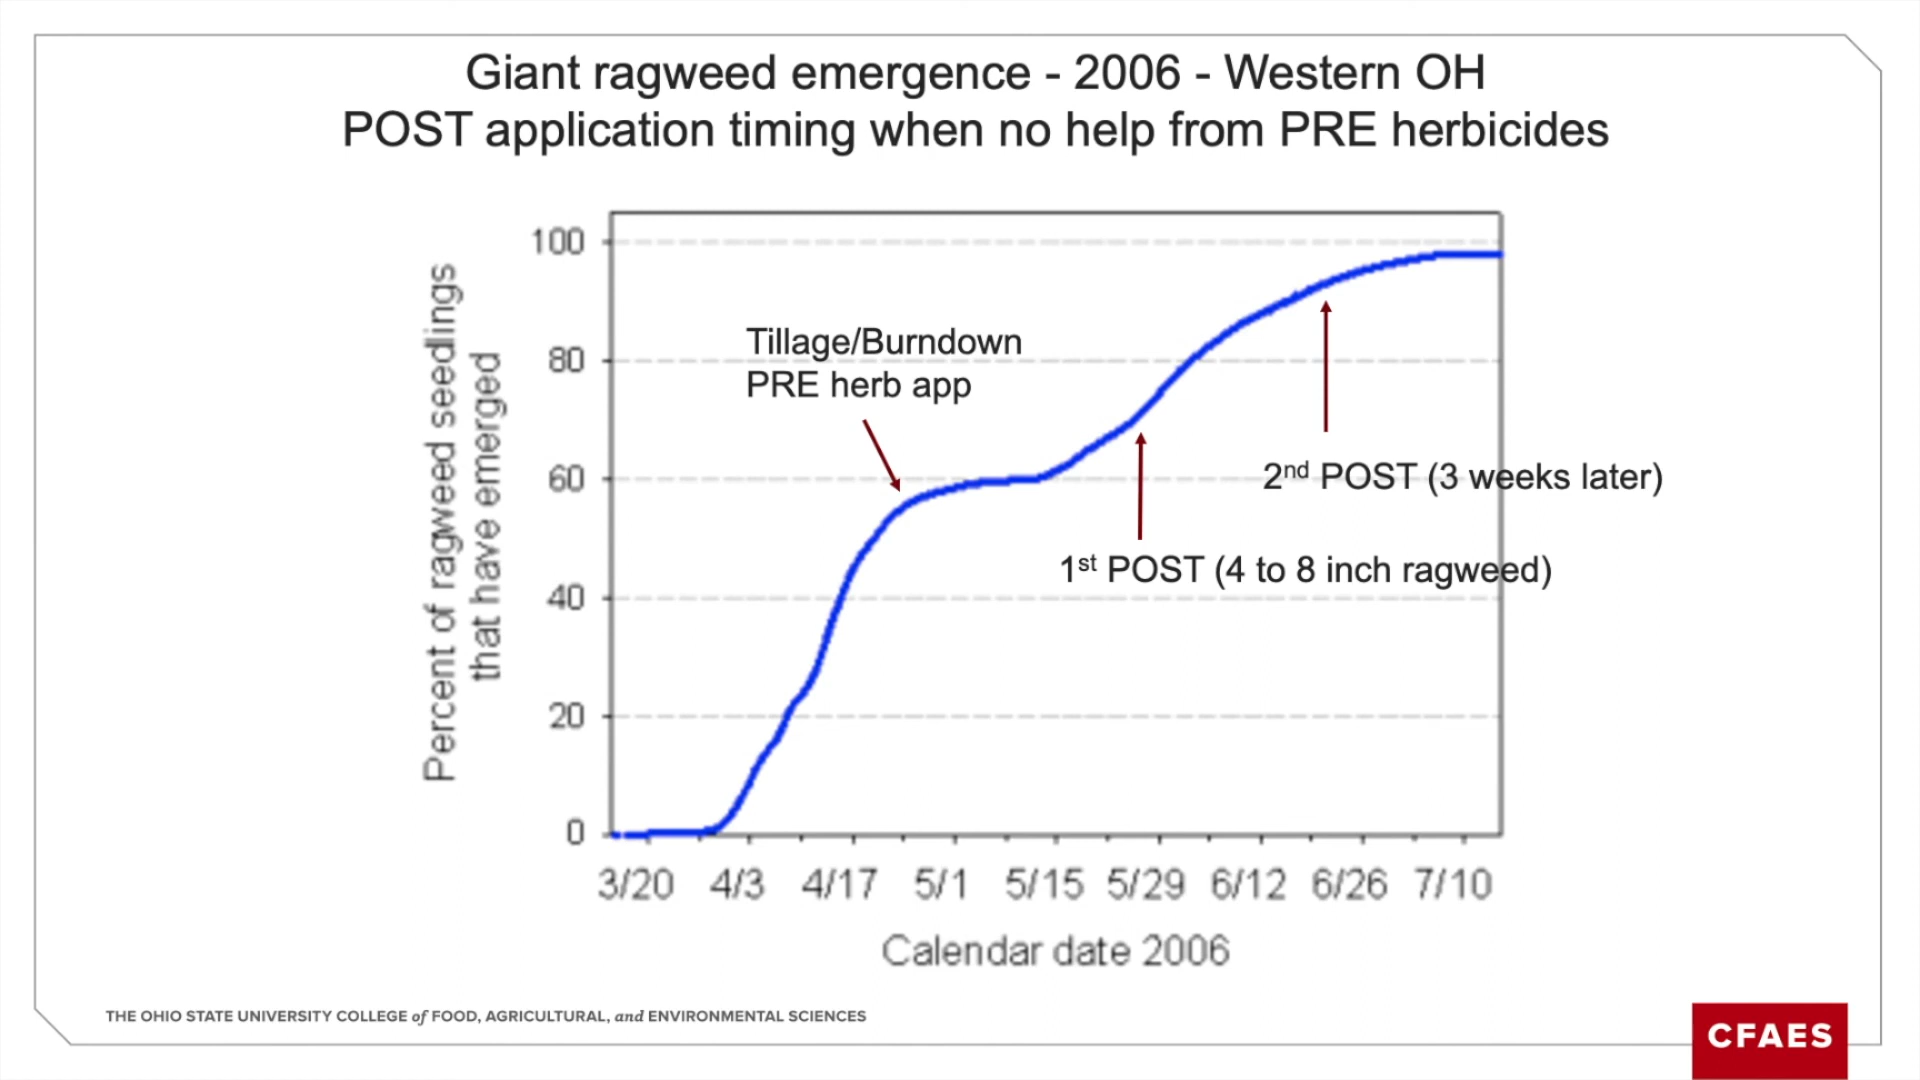 Giant ragweed emergence - 2006 - Western OH
POST application timing when no help from PRE herbicides
Percent of ragweed seedlings
that have emerged
100
80
60
40
20
0
Tillage/Burndown
PRE herb app
2nd POST (3 weeks later)
1st POST (4 to 8 inch ragweed)
3/20 4/3 4/17 5/1 5/15 5/29 6/12 6/26 7/10
Calendar date 2006
THE OHIO STATE UNIVERSITY COLLEGE of FOOD, AGRICULTURAL, and ENVIRONMENTAL SCIENCES
CFAES